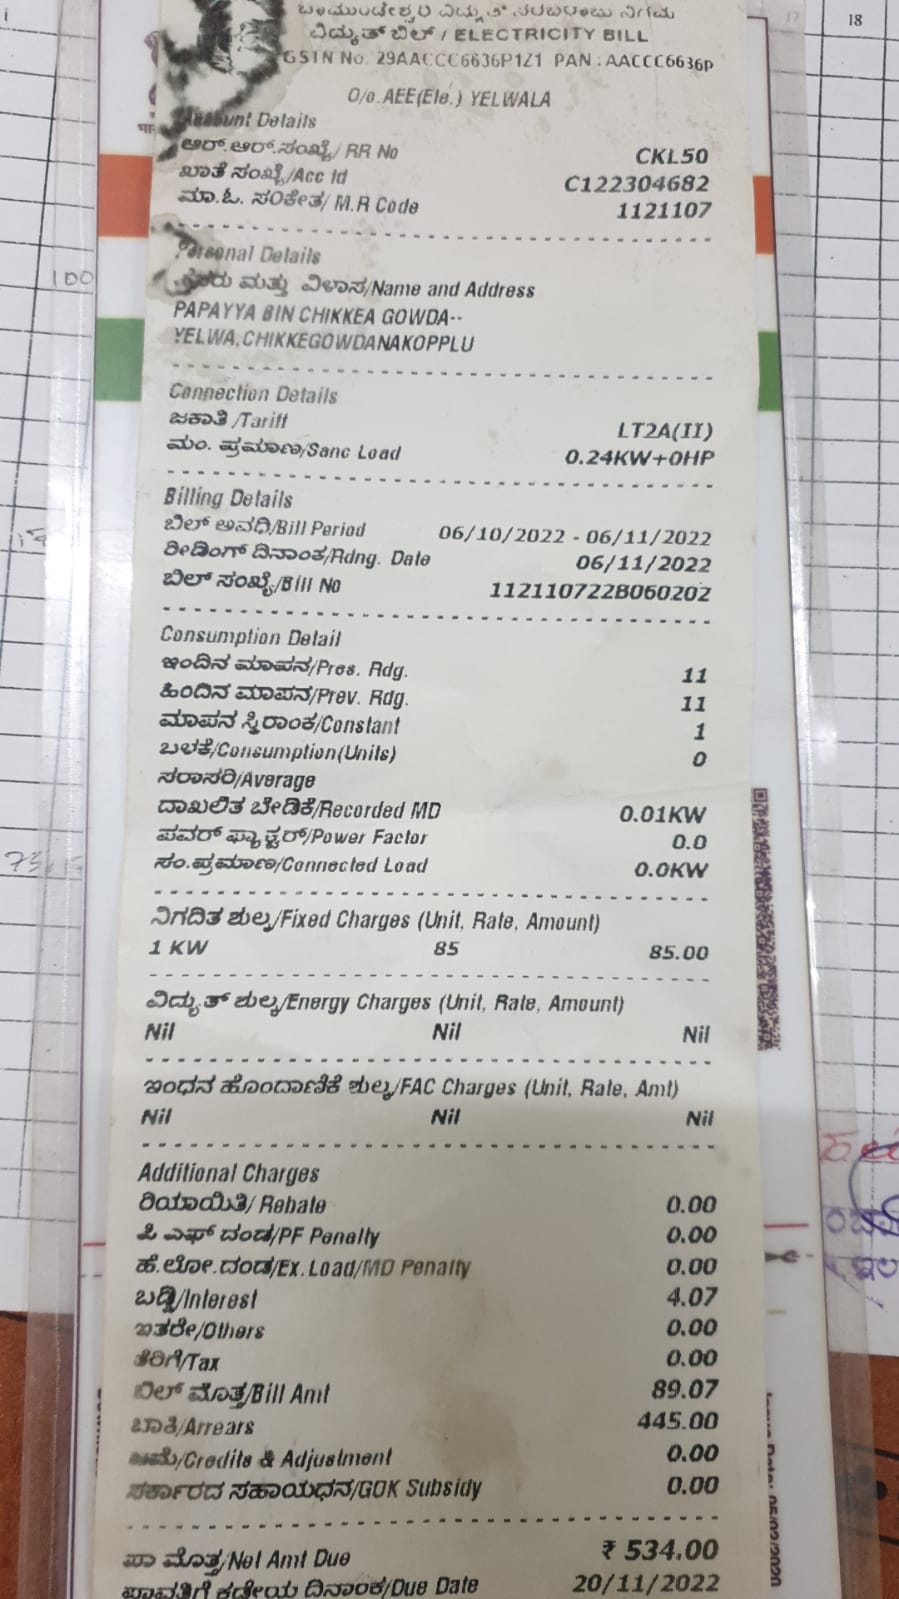 ವಿದ್ಯುತ್ ಬಿಲ್ / ELECTRICITY BILL
GSTN No. 29AACCC6636P1Z1 PAN : AACCC6636P
O/o.AEE(Ele.) YELWALA
Account Details
ಆರ್.ಆರ್.ಸಂಖ್ಯೆ/ RR No CKL50
ಖಾತೆ ಸಂಖ್ಯೆ/Acc Id C122304682
ಮಾ.ಓ. ಸಂಕೇತ/ M.R Code 1121107
Personal Details
ಹೆಸರು ಮತ್ತು ವಿಳಾಸ/Name and Address
PAPAYYA BIN CHIKKEA GOWDA--
YELWA,CHIKKEGOWDANAKOPPLU
Connection Details
ಜಕಾತಿ /Tariff LT2A(II)
ಮಂ. ಪ್ರಮಾಣ/Sanc Load 0.24KW+0HP
Billing Details
ಬಿಲ್ ಅವಧಿ/Bill Period 06/10/2022 - 06/11/2022
ರೀಡಿಂಗ್ ದಿನಾಂಕ/Rdng. Date 06/11/2022
ಬಿಲ್ ಸಂಖ್ಯೆ/Bill No 112110722B060202
Consumption Detail
ಇಂದಿನ ಮಾಪನ/Pres. Rdg. 11
ಹಿಂದಿನ ಮಾಪನ/Prev. Rdg. 11
ಮಾಪನ ಸ್ಥಿರಾಂಕ/Constant 1
ಬಳಕೆ/Consumption(Units) 0
ಸರಾಸರಿ/Average
ದಾಖಲಿತ ಬೇಡಿಕೆ/Recorded MD 0.01KW
ಪವರ್ ಫ್ಯಾಕ್ಟರ್/Power Factor 0.0
ಸಂ.ಪ್ರಮಾಣ/Connected Load 0.0KW
ನಿಗದಿತ ಶುಲ್ಕ/Fixed Charges (Unit, Rate, Amount)
1 KW 85 85.00
ವಿದ್ಯುತ್ ಶುಲ್ಕ/Energy Charges (Unit, Rate, Amount)
Nil Nil Nil
ಇಂಧನ ಹೊಂದಾಣಿಕೆ ಶುಲ್ಕ/FAC Charges (Unit, Rate, Amt)
Nil Nil Nil
Additional Charges
ರಿಯಾಯಿತಿ/ Rebate 0.00
ಪಿ ಎಫ್ ದಂಡ/PF Penalty 0.00
ಹೆ.ಲೋ.ದಂಡ/Ex.Load/MD Penalty 0.00
ಬಡ್ಡಿ/Interest 4.07
ಇತರೇ/Others 0.00
ತೆರಿಗೆ/Tax 0.00
ಬಿಲ್ ಮೊತ್ತ/Bill Amt 89.07
ಬಾಕಿ/Arrears 445.00
ಜಮೆ/Credits & Adjustment 0.00
ಸರ್ಕಾರದ ಸಹಾಯಧನ/GOK Subsidy 0.00
ಪಾ ಮೊತ್ತ/Net Amt Due ₹ 534.00
ಪಾವತಿಗೆ ಕಡೇಯ ದಿನಾಂಕ/Due Date 20/11/2022
17 18
100